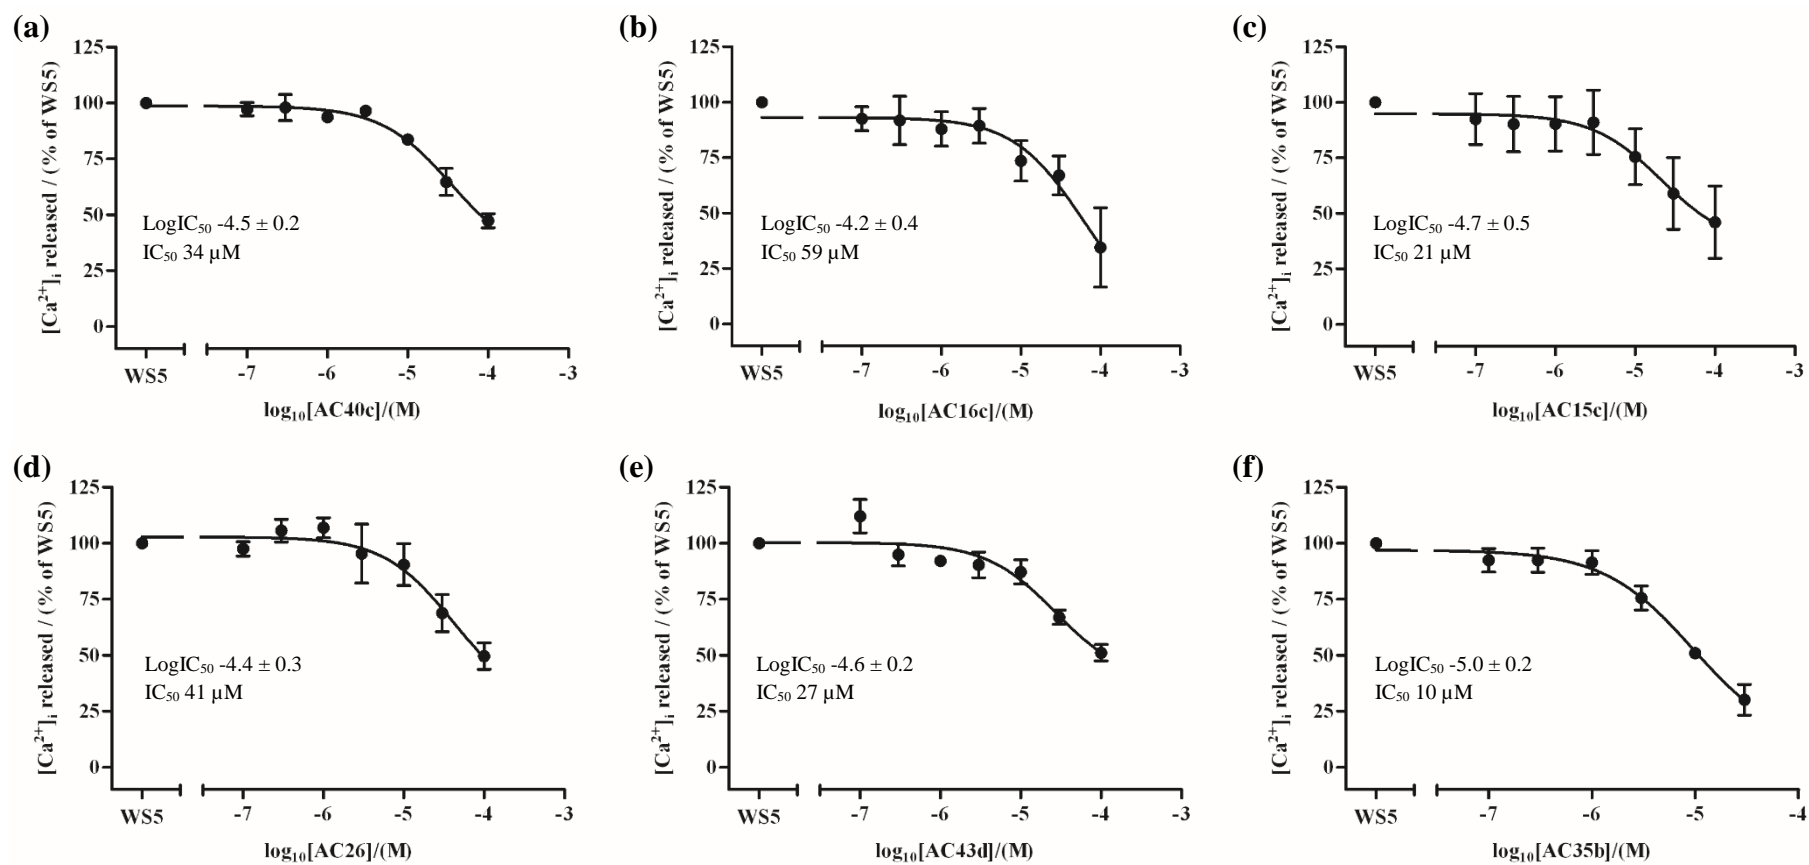 (a)
[Ca²⁺]ᵢ released / (% of WS5)
125
100
75
50
25
0
LogIC₅₀ -4.5 ± 0.2
IC₅₀ 34 µM
WS5 -7 -6 -5 -4 -3
log₁₀[AC40c]/(M)
(b)
[Ca²⁺]ᵢ released / (% of WS5)
125
100
75
50
25
0
LogIC₅₀ -4.2 ± 0.4
IC₅₀ 59 µM
WS5 -7 -6 -5 -4 -3
log₁₀[AC16c]/(M)
(c)
[Ca²⁺]ᵢ released / (% of WS5)
125
100
75
50
25
0
LogIC₅₀ -4.7 ± 0.5
IC₅₀ 21 µM
WS5 -7 -6 -5 -4 -3
log₁₀[AC15c]/(M)
(d)
[Ca²⁺]ᵢ released / (% of WS5)
125
100
75
50
25
0
LogIC₅₀ -4.4 ± 0.3
IC₅₀ 41 µM
WS5 -7 -6 -5 -4 -3
log₁₀[AC26]/(M)
(e)
[Ca²⁺]ᵢ released / (% of WS5)
125
100
75
50
25
0
LogIC₅₀ -4.6 ± 0.2
IC₅₀ 27 µM
WS5 -7 -6 -5 -4 -3
log₁₀[AC43d]/(M)
(f)
[Ca²⁺]ᵢ released / (% of WS5)
125
100
75
50
25
0
LogIC₅₀ -5.0 ± 0.2
IC₅₀ 10 µM
WS5 -7 -6 -5 -4
log₁₀[AC35b]/(M)